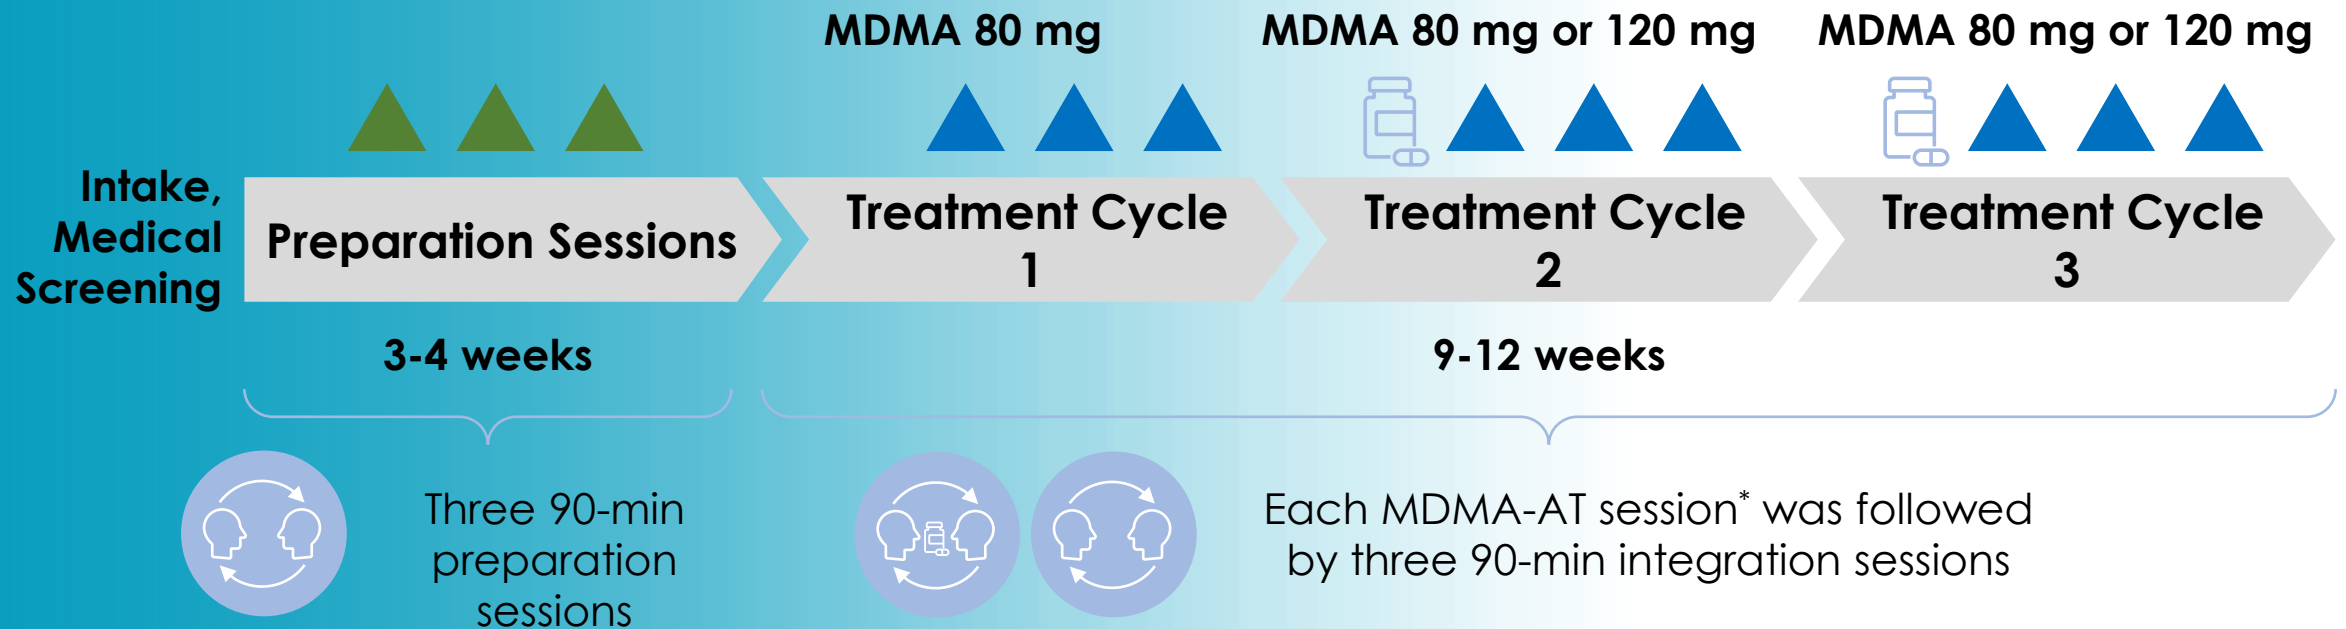 MDMA 80 mg
MDMA 80 mg or 120 mg
MDMA 80 mg or 120 mg
Intake,
Medical
Screening
Preparation Sessions
Treatment Cycle
1
Treatment Cycle
2
Treatment Cycle
3
3-4 weeks
9-12 weeks
Three 90-min
preparation
sessions
Each MDMA-AT session* was followed
by three 90-min integration sessions